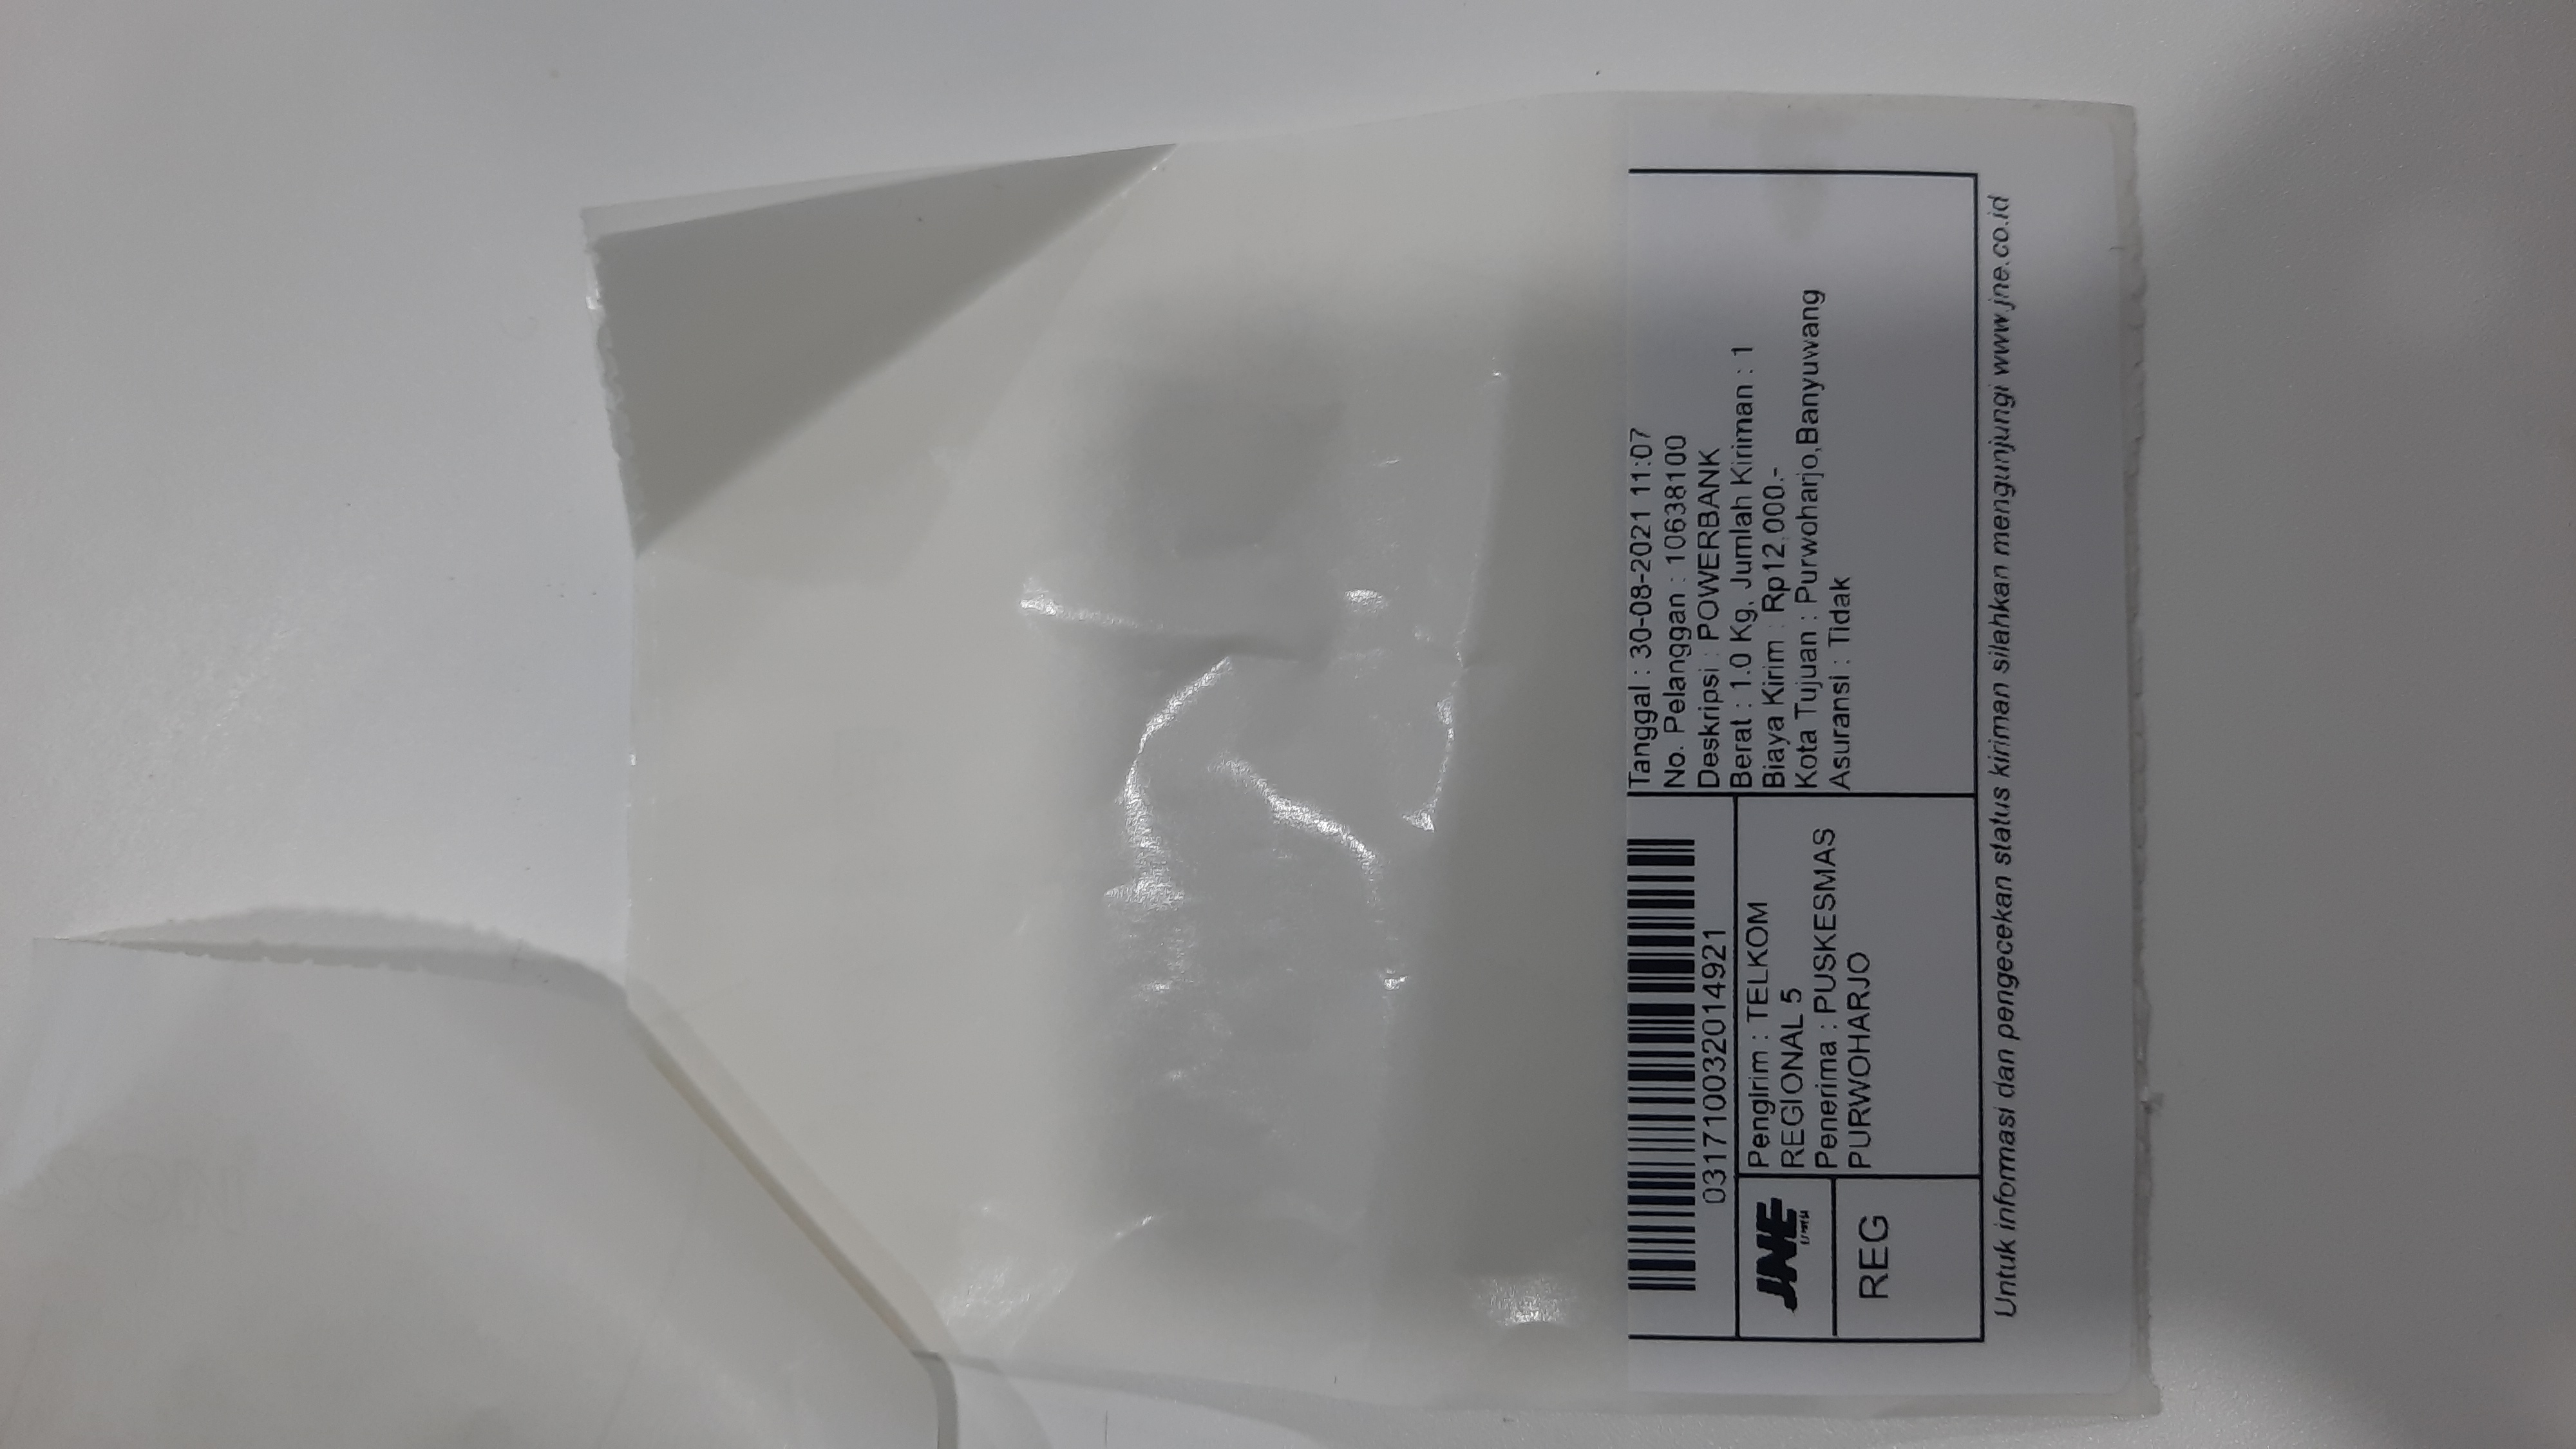 031710032014921
JNE
REG
Pengirim : TELKOM
REGIONAL 5
Penerima : PUSKESMAS
PURWOHARJO
Tanggal : 30-08-2021 11:07
No. Pelanggan : 10638100
Deskripsi : POWERBANK
Berat : 1.0 Kg, Jumlah Kiriman : 1
Biaya Kirim : Rp12.000.-
Kota Tujuan : Purwoharjo,Banyuwang
Asuransi : Tidak
Untuk informasi dan pengecekan status kiriman silahkan mengunjungi www.jne.co.id